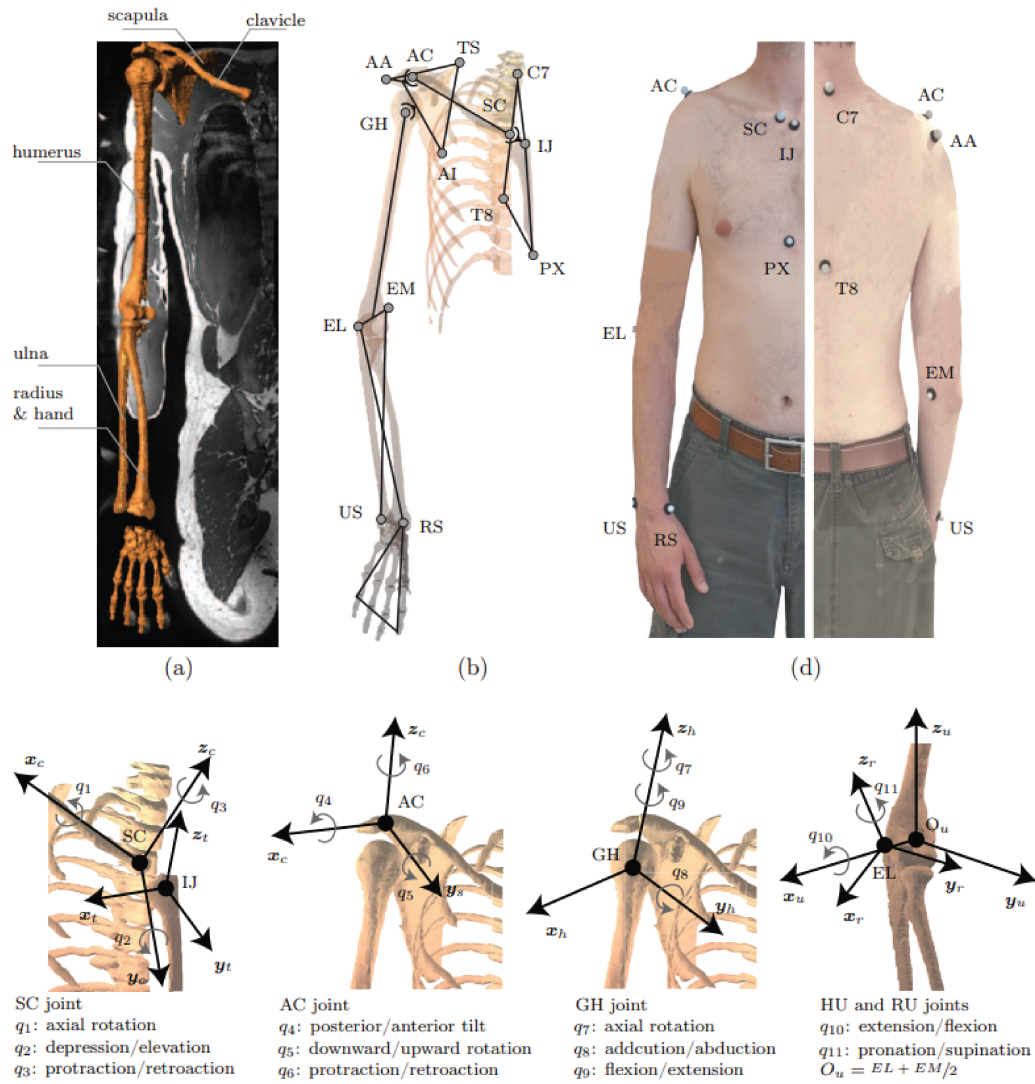 scapula
clavicle
humerus
ulna
radius
& hand
(a)
AA
AC
TS
C7
GH
SC
IJ
AI
T8
PX
EM
EL
US
RS
(b)
AC
SC
IJ
C7
AC
AA
PX
T8
EL
EM
US
RS
US
(d)
x_c
q_1
z_c
q_3
SC
z_t
IJ
x_t
q_2
y_c
y_t
SC joint
q_1: axial rotation
q_2: depression/elevation
q_3: protraction/retroaction
z_c
q_6
q_4
AC
x_c
q_5
y_s
AC joint
q_4: posterior/anterior tilt
q_5: downward/upward rotation
q_6: protraction/retroaction
z_h
q_7
q_9
GH
q_8
x_h
y_h
GH joint
q_7: axial rotation
q_8: addcution/abduction
q_9: flexion/extension
z_u
z_r
q_11
O_u
q_10
EL
x_u
y_r
x_r
y_u
HU and RU joints
q_10: extension/flexion
q_11: pronation/supination
O_u = EL + EM/2